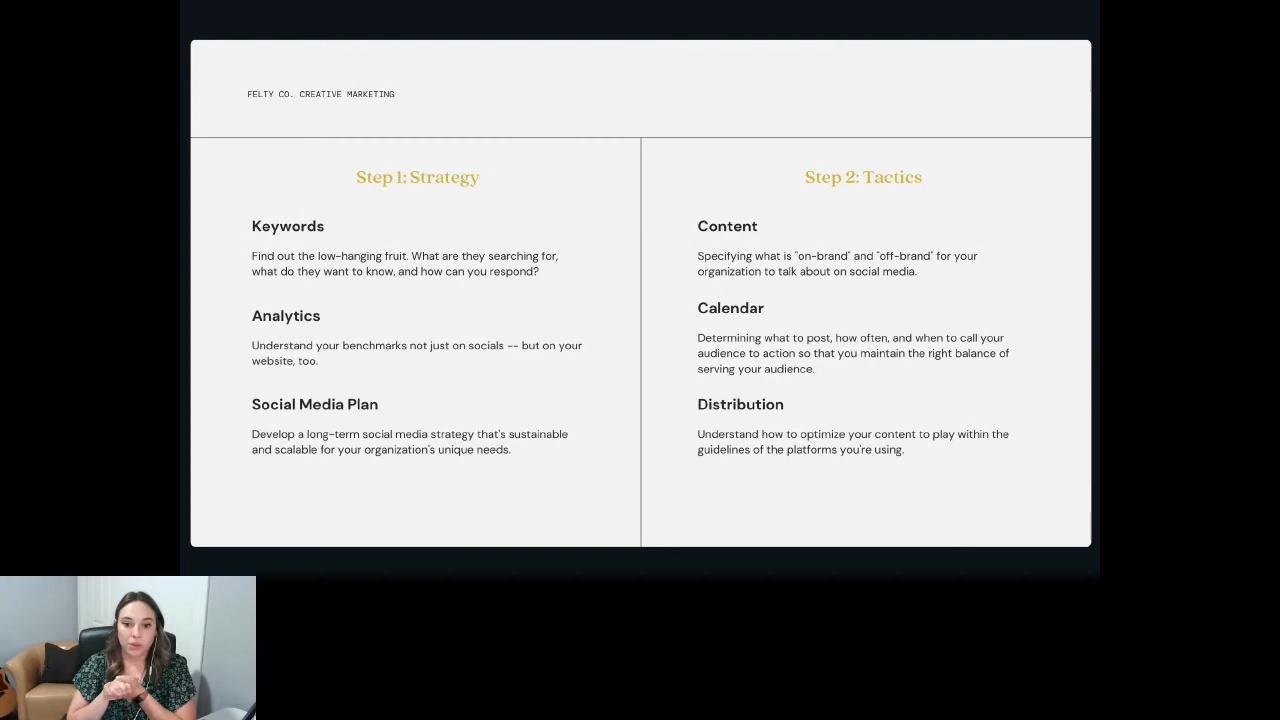 FELTY CO. CREATIVE MARKETING
Step 1: Strategy
Keywords
Find out the low-hanging fruit. What are they searching for,
what do they want to know, and how can you respond?
Analytics
Understand your benchmarks not just on socials -- but on your
website, too.
Social Media Plan
Develop a long-term social media strategy that's sustainable
and scalable for your organization's unique needs.
Step 2: Tactics
Content
Specifying what is "on-brand" and "off-brand" for your
organization to talk about on social media.
Calendar
Determining what to post, how often, and when to call your
audience to action so that you maintain the right balance of
serving your audience.
Distribution
Understand how to optimize your content to play within the
guidelines of the platforms you're using.